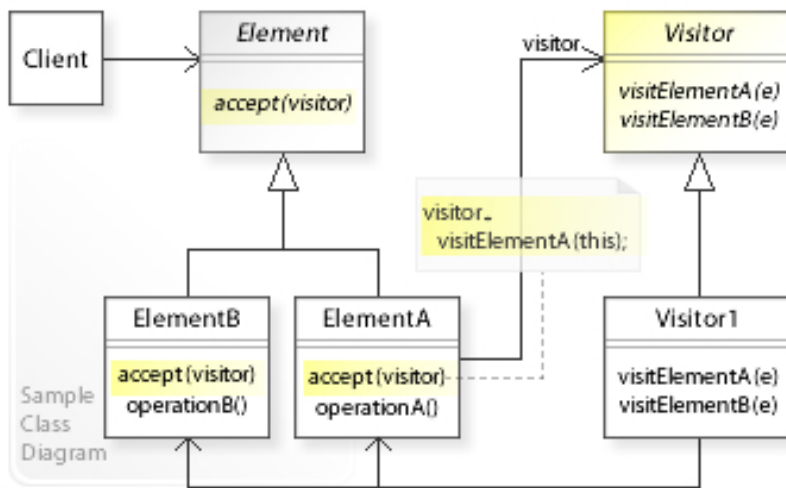 Client
Element
accept(visitor)
visitor
Visitor
visitElementA(e)
visitElementB(e)
visitor.
visitElementA(this);
ElementB
accept(visitor)
operationB()
ElementA
accept(visitor)
operationA()
Visitor1
visitElementA(e)
visitElementB(e)
Sample
Class
Diagram